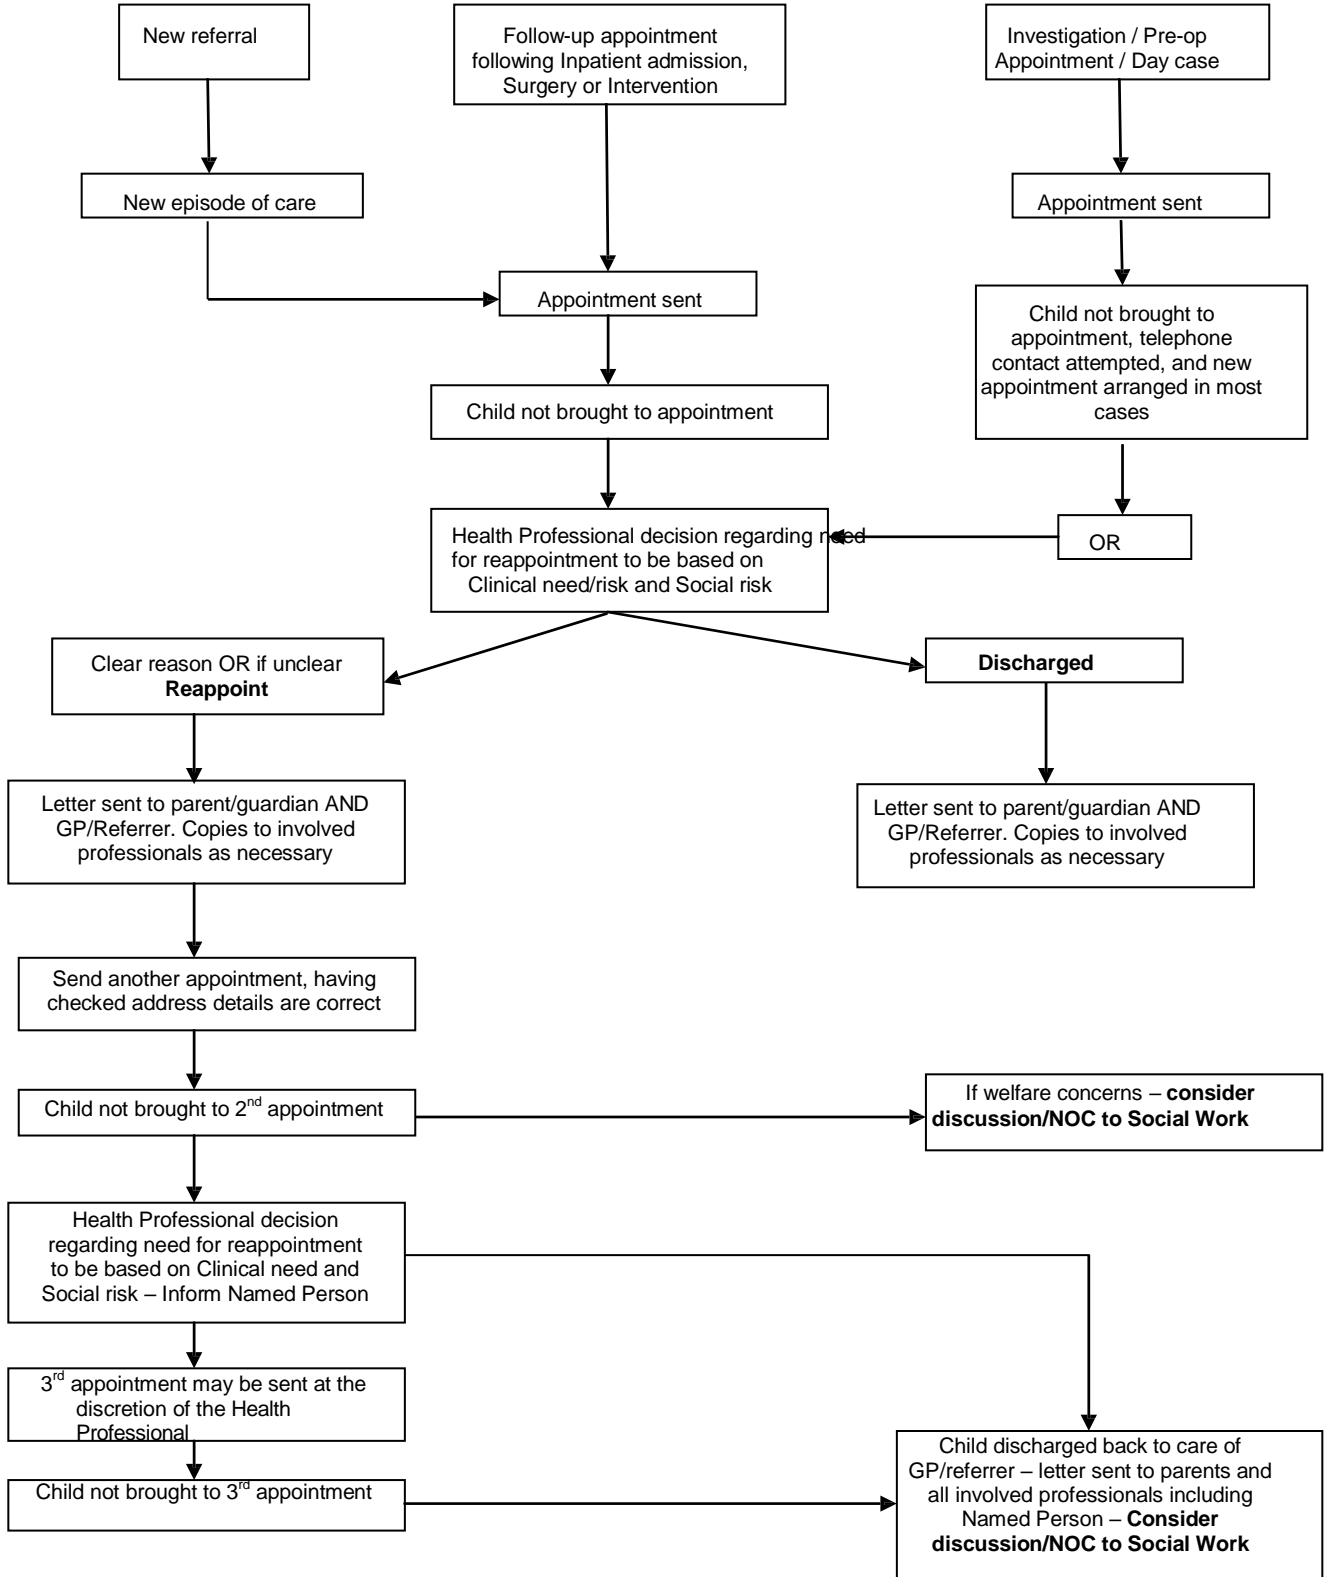 New referral
Follow-up appointment
following Inpatient admission,
Surgery or Intervention
Investigation / Pre-op
Appointment / Day case
New episode of care
Appointment sent
Appointment sent
Child not brought to
appointment, telephone
contact attempted, and new
appointment arranged in most
cases
Child not brought to appointment
Health Professional decision regarding need
for reappointment to be based on
Clinical need/risk and Social risk
OR
Clear reason OR if unclear
Reappoint
Discharged
Letter sent to parent/guardian AND
GP/Referrer. Copies to involved
professionals as necessary
Letter sent to parent/guardian AND
GP/Referrer. Copies to involved
professionals as necessary
Send another appointment, having
checked address details are correct
Child not brought to 2nd appointment
If welfare concerns – consider
discussion/NOC to Social Work
Health Professional decision
regarding need for reappointment
to be based on Clinical need and
Social risk – Inform Named Person
3rd appointment may be sent at the
discretion of the Health
Professional
Child not brought to 3rd appointment
Child discharged back to care of
GP/referrer – letter sent to parents and
all involved professionals including
Named Person – Consider
discussion/NOC to Social Work